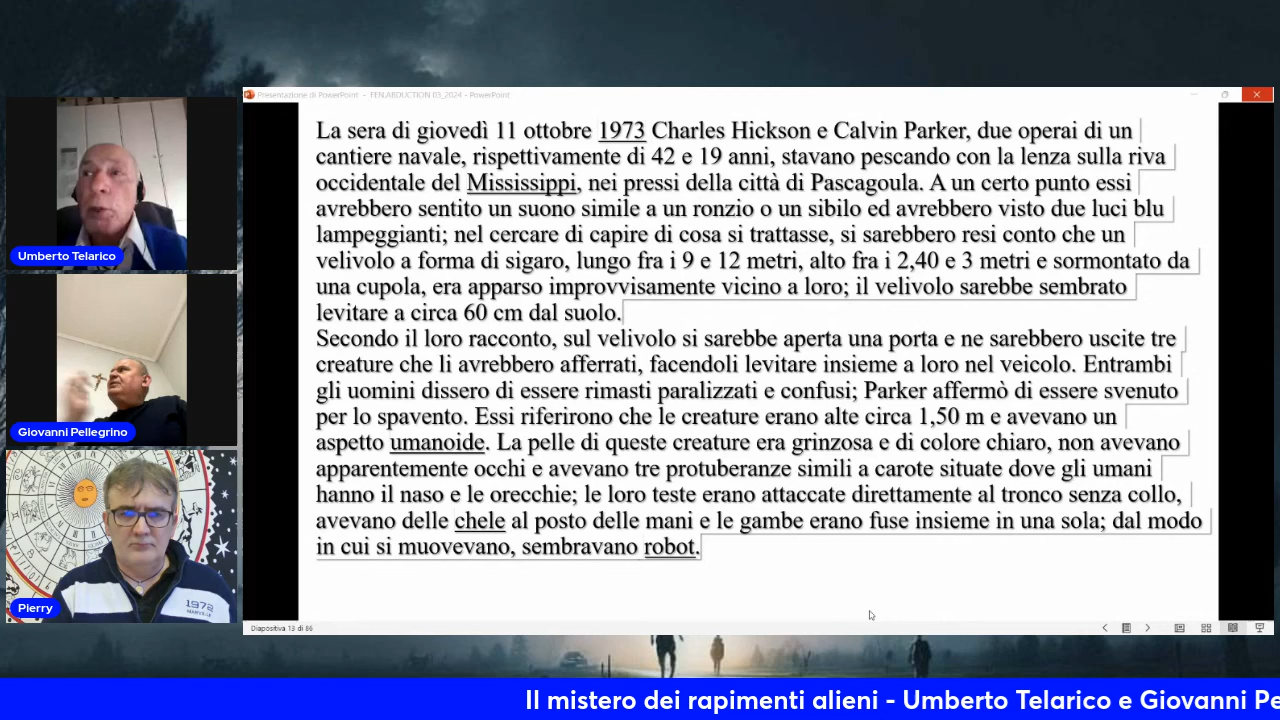 Presentazione di PowerPoint - FEN.ABDUCTION 03_2024 - PowerPoint
La sera di giovedì 11 ottobre 1973 Charles Hickson e Calvin Parker, due operai di un
cantiere navale, rispettivamente di 42 e 19 anni, stavano pescando con la lenza sulla riva
occidentale del Mississippi, nei pressi della città di Pascagoula. A un certo punto essi
avrebbero sentito un suono simile a un ronzio o un sibilo ed avrebbero visto due luci blu
lampeggianti; nel cercare di capire di cosa si trattasse, si sarebbero resi conto che un
velivolo a forma di sigaro, lungo fra i 9 e 12 metri, alto fra i 2,40 e 3 metri e sormontato da
una cupola, era apparso improvvisamente vicino a loro; il velivolo sarebbe sembrato
levitare a circa 60 cm dal suolo.
Secondo il loro racconto, sul velivolo si sarebbe aperta una porta e ne sarebbero uscite tre
creature che li avrebbero afferrati, facendoli levitare insieme a loro nel veicolo. Entrambi
gli uomini dissero di essere rimasti paralizzati e confusi; Parker affermò di essere svenuto
per lo spavento. Essi riferirono che le creature erano alte circa 1,50 m e avevano un
aspetto umanoide. La pelle di queste creature era grinzosa e di colore chiaro, non avevano
apparentemente occhi e avevano tre protuberanze simili a carote situate dove gli umani
hanno il naso e le orecchie; le loro teste erano attaccate direttamente al tronco senza collo,
avevano delle chele al posto delle mani e le gambe erano fuse insieme in una sola; dal modo
in cui si muovevano, sembravano robot.
Diapositiva 13 di 86
Umberto Telarico
Giovanni Pellegrino
Pierry
1972
Il mistero dei rapimenti alieni - Umberto Telarico e Giovanni Pe